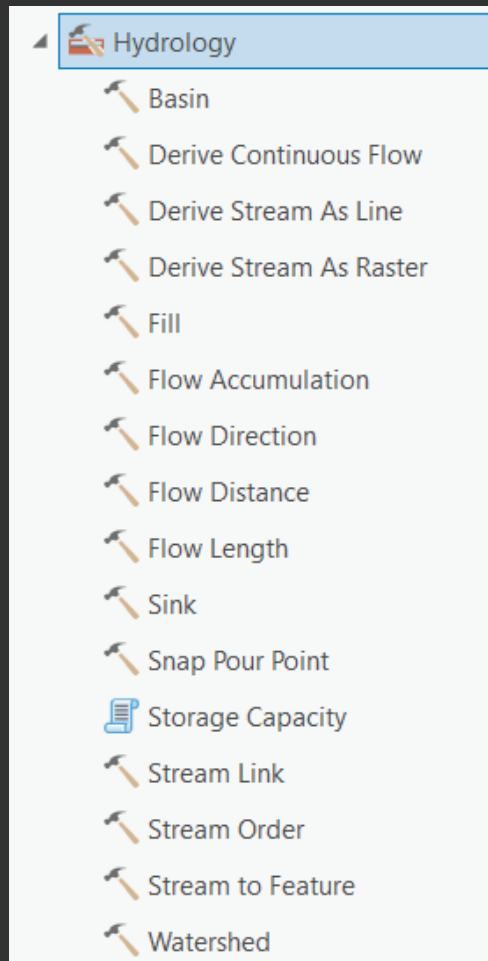 Hydrology
Basin
Derive Continuous Flow
Derive Stream As Line
Derive Stream As Raster
Fill
Flow Accumulation
Flow Direction
Flow Distance
Flow Length
Sink
Snap Pour Point
Storage Capacity
Stream Link
Stream Order
Stream to Feature
Watershed